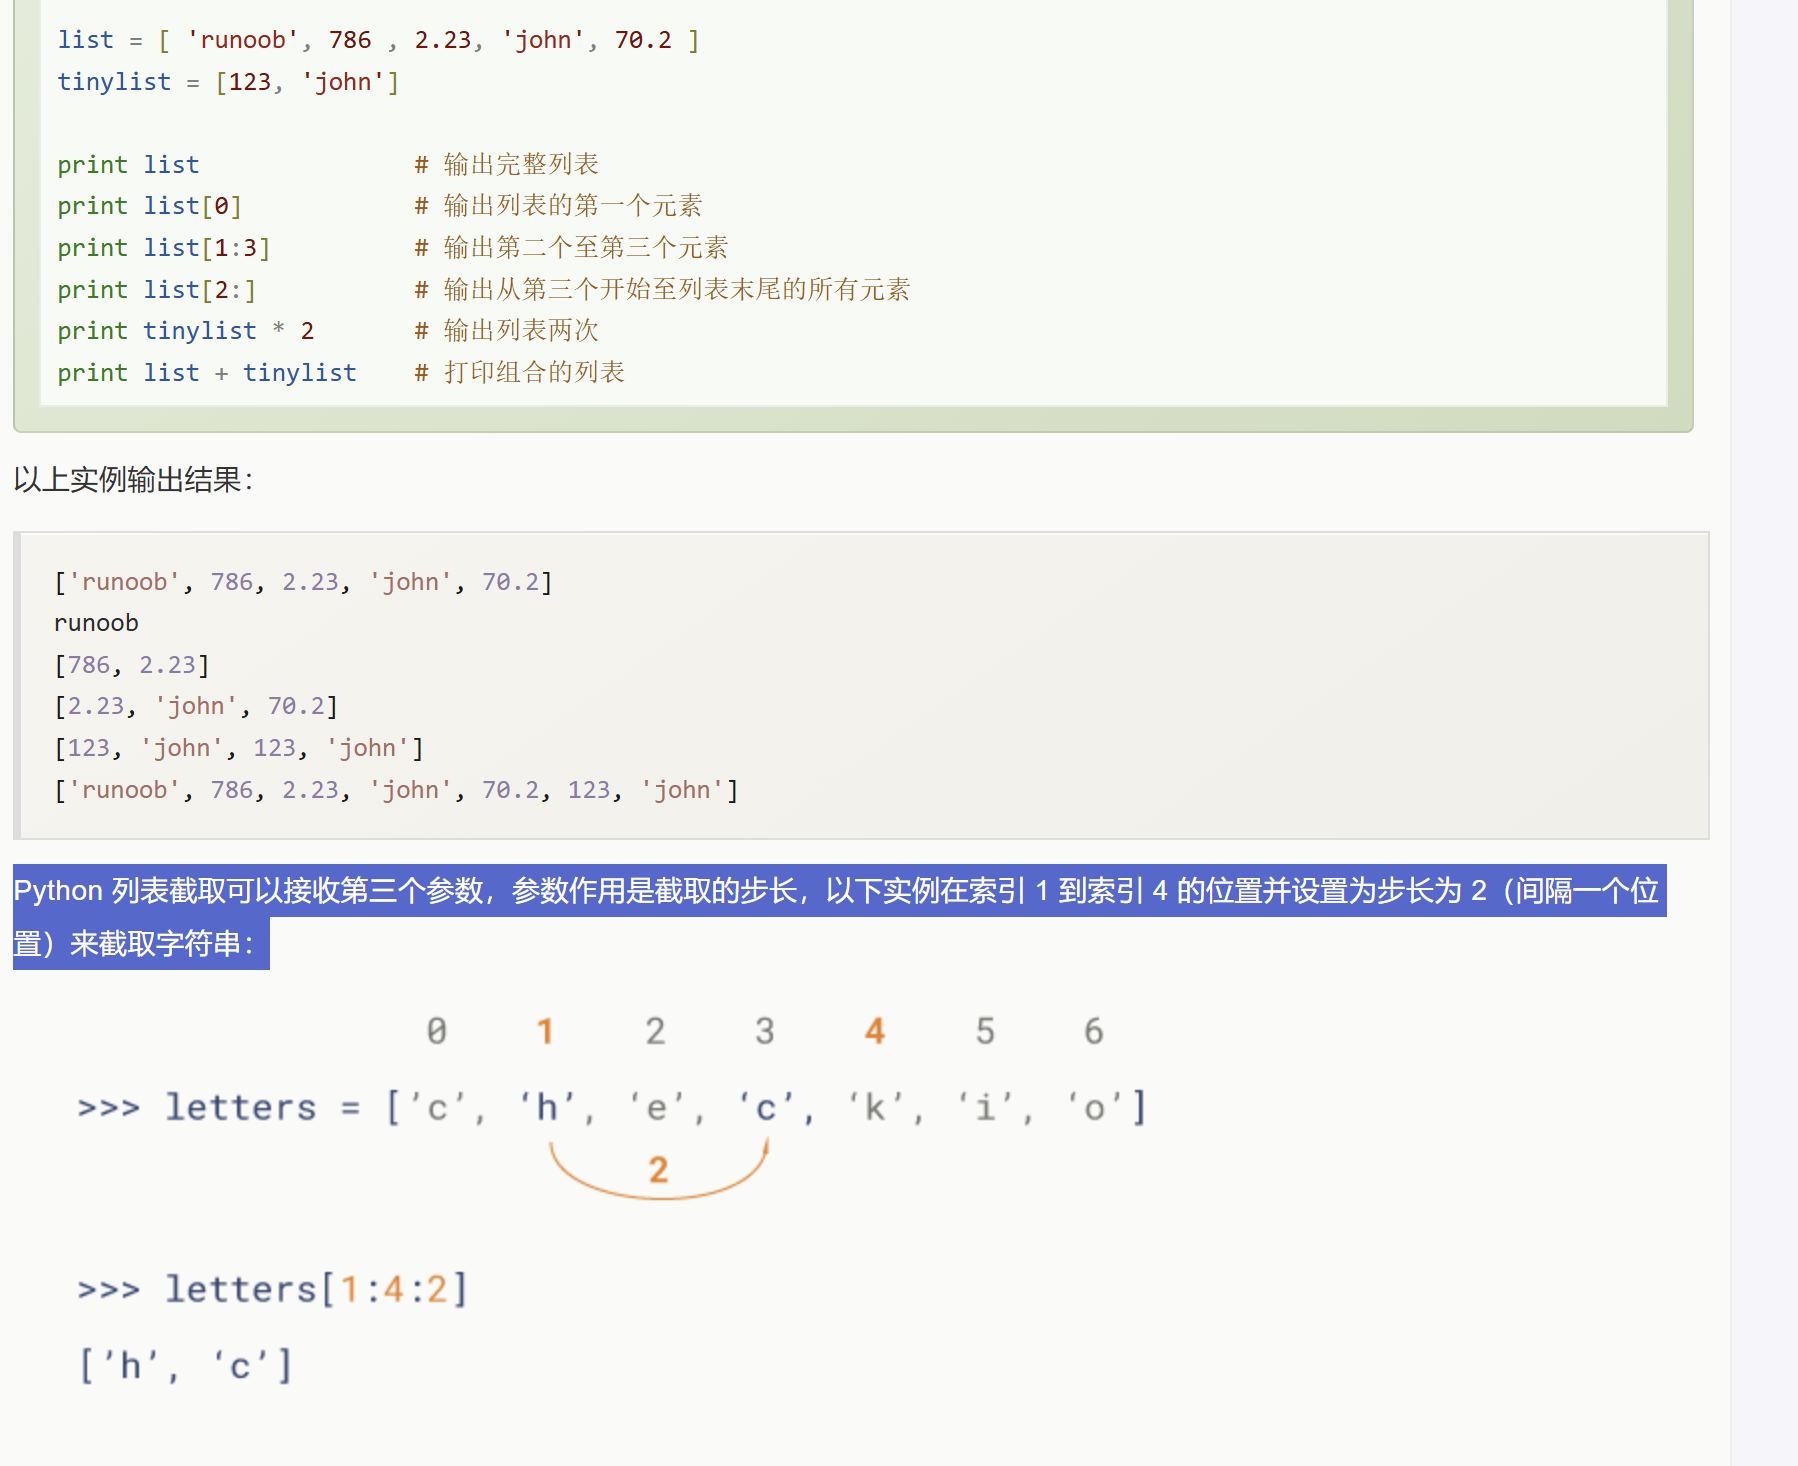 list = [ 'runoob', 786 , 2.23, 'john', 70.2 ]
tinylist = [123, 'john']
print list               # 输出完整列表
print list[0]            # 输出列表的第一个元素
print list[1:3]          # 输出第二个至第三个元素
print list[2:]           # 输出从第三个开始至列表末尾的所有元素
print tinylist * 2       # 输出列表两次
print list + tinylist    # 打印组合的列表
以上实例输出结果：
['runoob', 786, 2.23, 'john', 70.2]
runoob
[786, 2.23]
[2.23, 'john', 70.2]
[123, 'john', 123, 'john']
['runoob', 786, 2.23, 'john', 70.2, 123, 'john']
Python 列表截取可以接收第三个参数，参数作用是截取的步长，以下实例在索引 1 到索引 4 的位置并设置为步长为 2（间隔一个位
置）来截取字符串：
0 1 2 3 4 5 6
>>> letters = [’c’, ‘h’, ‘e’, ‘c’, ‘k’, ‘i’, ‘o’]
2
>>> letters[1:4:2]
[’h’, ‘c’]